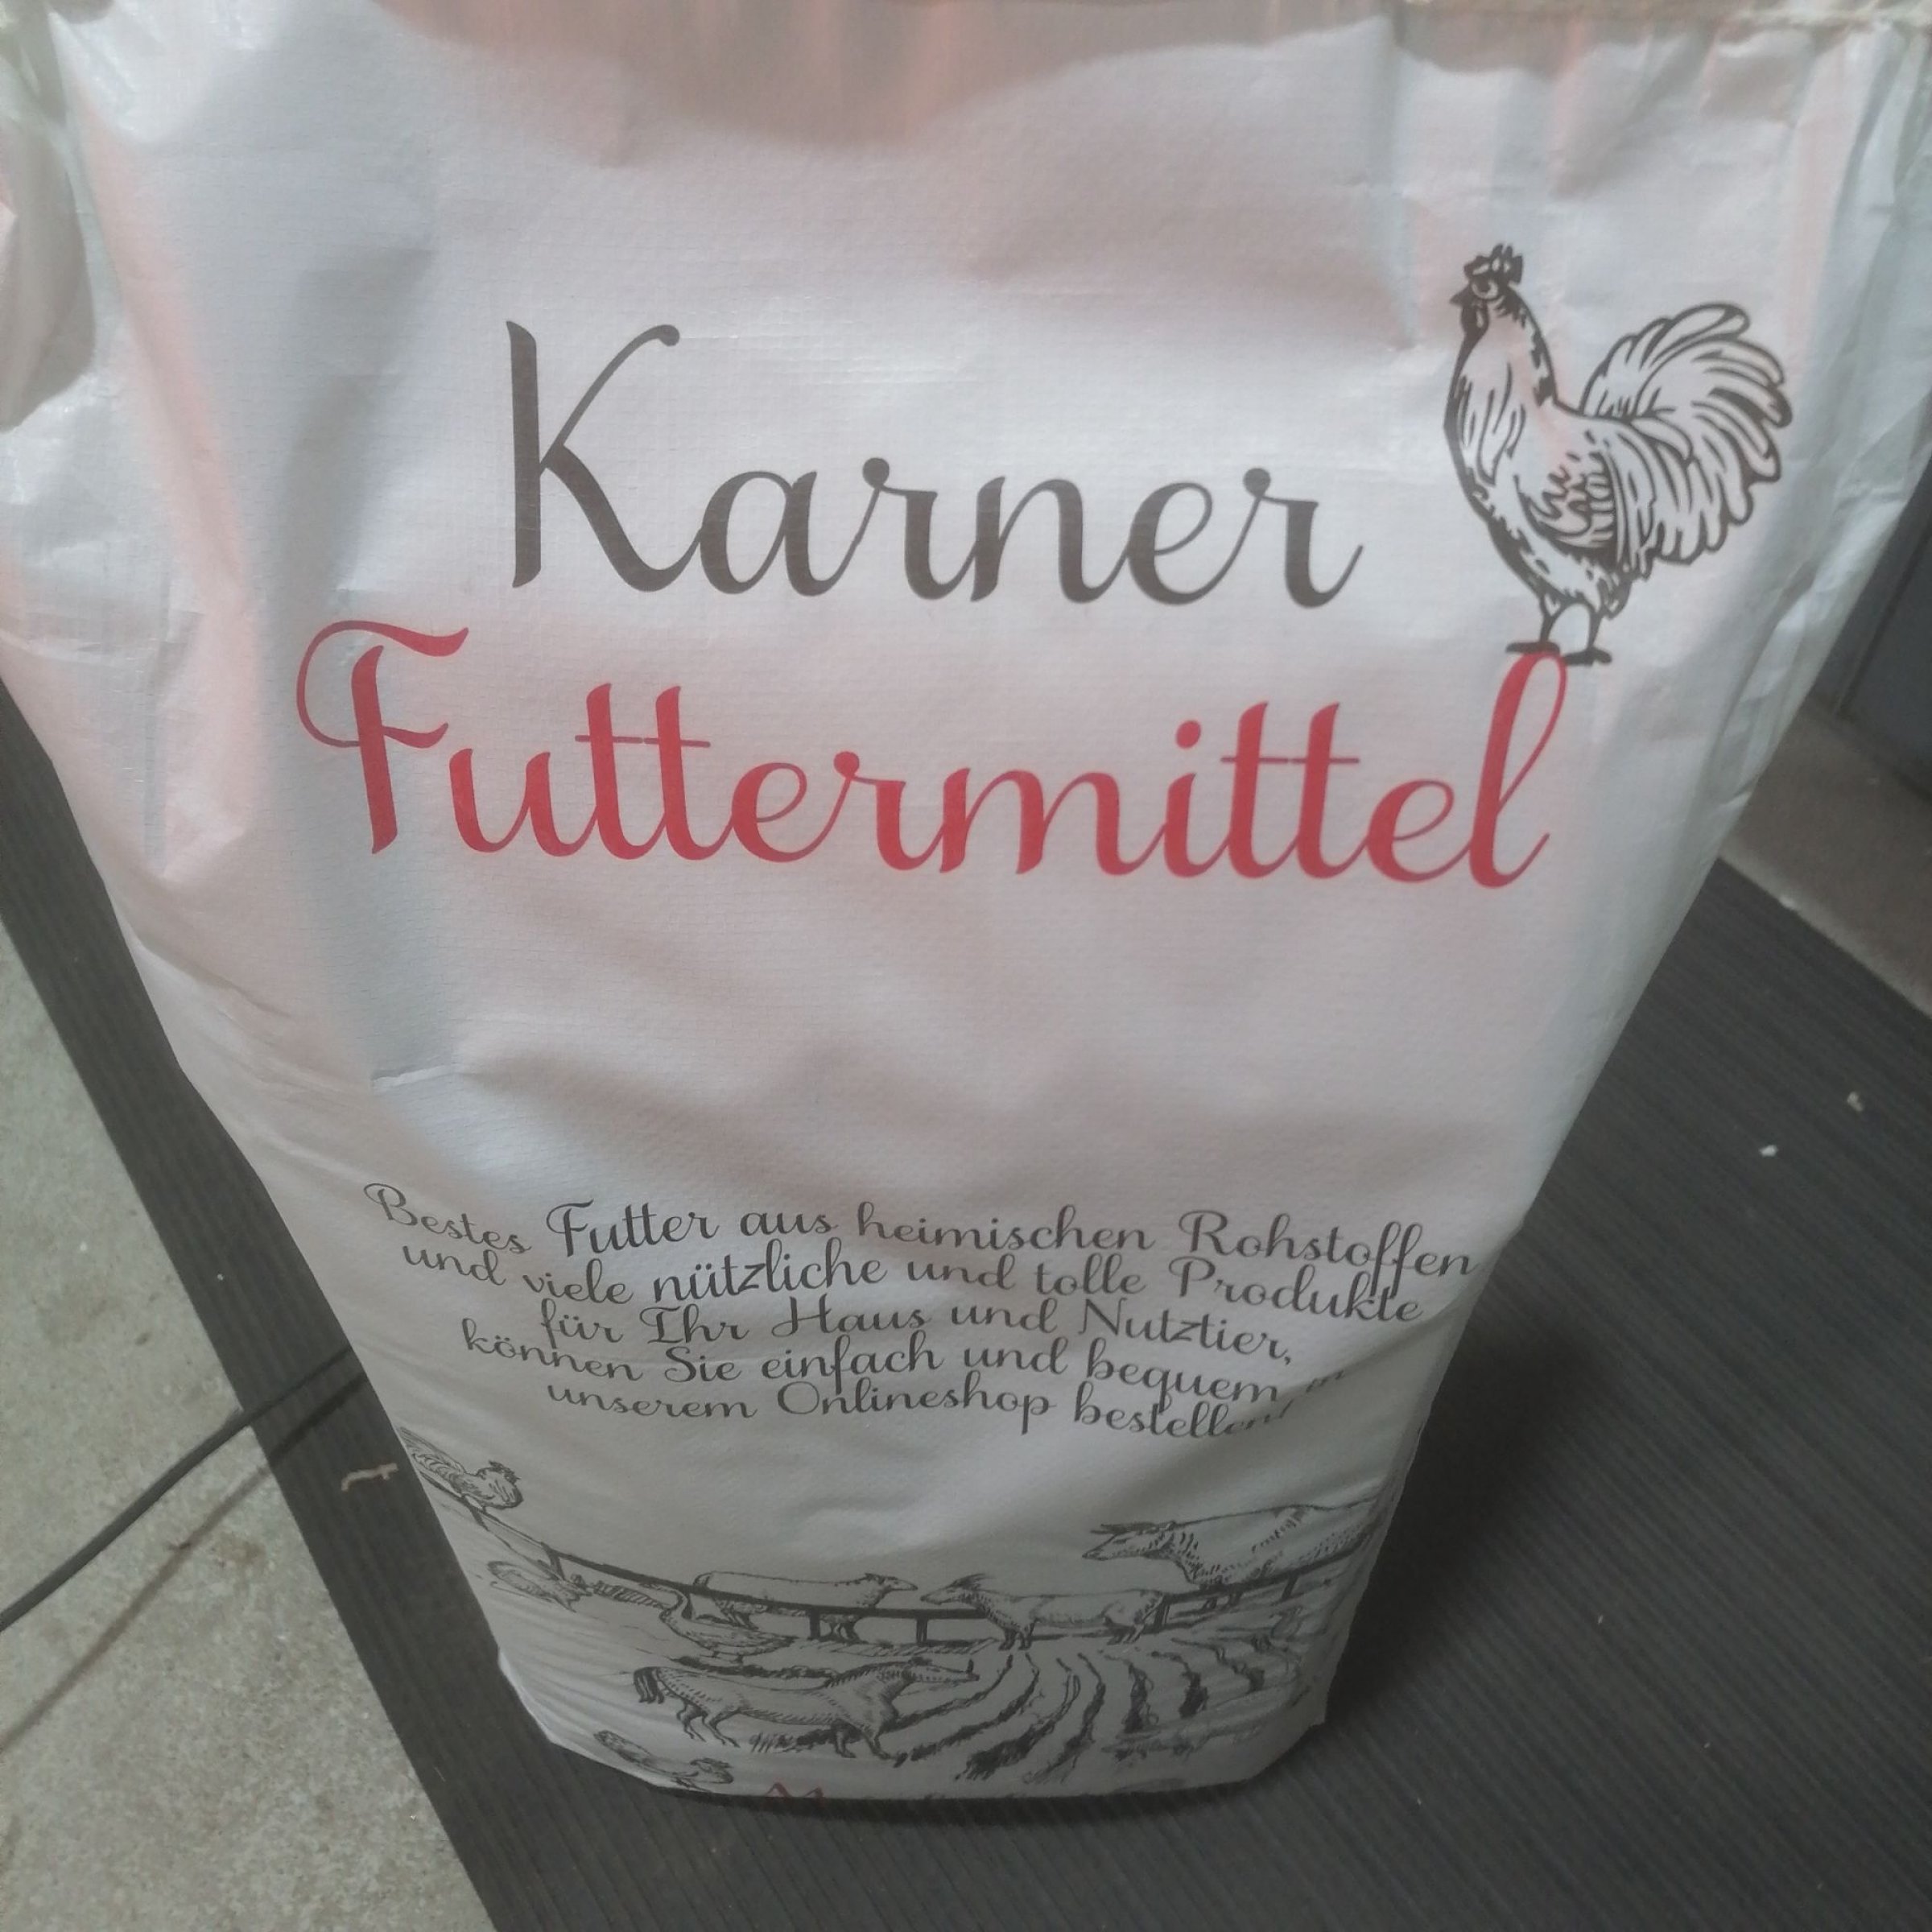 Karner
Futtermittel
Bestes Futter aus heimischen Rohstoffen
und viele nützliche und tolle Produkte
für Ihr Haus und Nutztier,
können Sie einfach und bequem in
unserem Onlineshop bestellen!